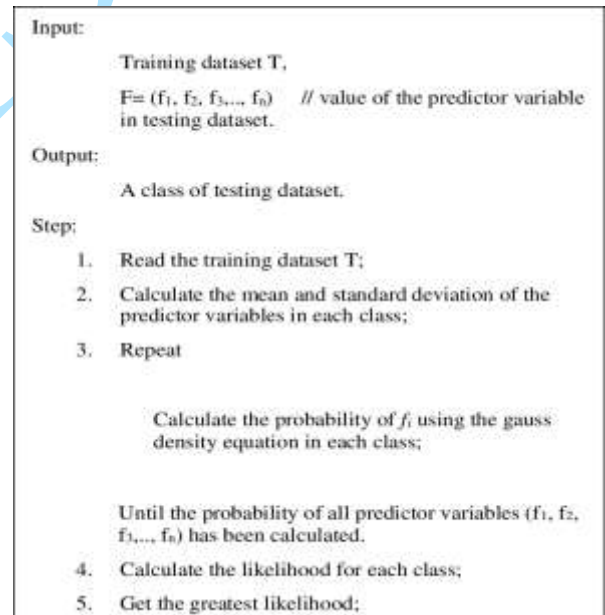 Input:
Training dataset T,
F= (f₁, f₂, f₃,.., fₙ) // value of the predictor variable
in testing dataset.
Output:
A class of testing dataset.
Step:
1. Read the training dataset T;
2. Calculate the mean and standard deviation of the
predictor variables in each class;
3. Repeat
Calculate the probability of fᵢ using the gauss
density equation in each class;
Until the probability of all predictor variables (f₁, f₂,
f₃,.., fₙ) has been calculated.
4. Calculate the likelihood for each class;
5. Get the greatest likelihood;